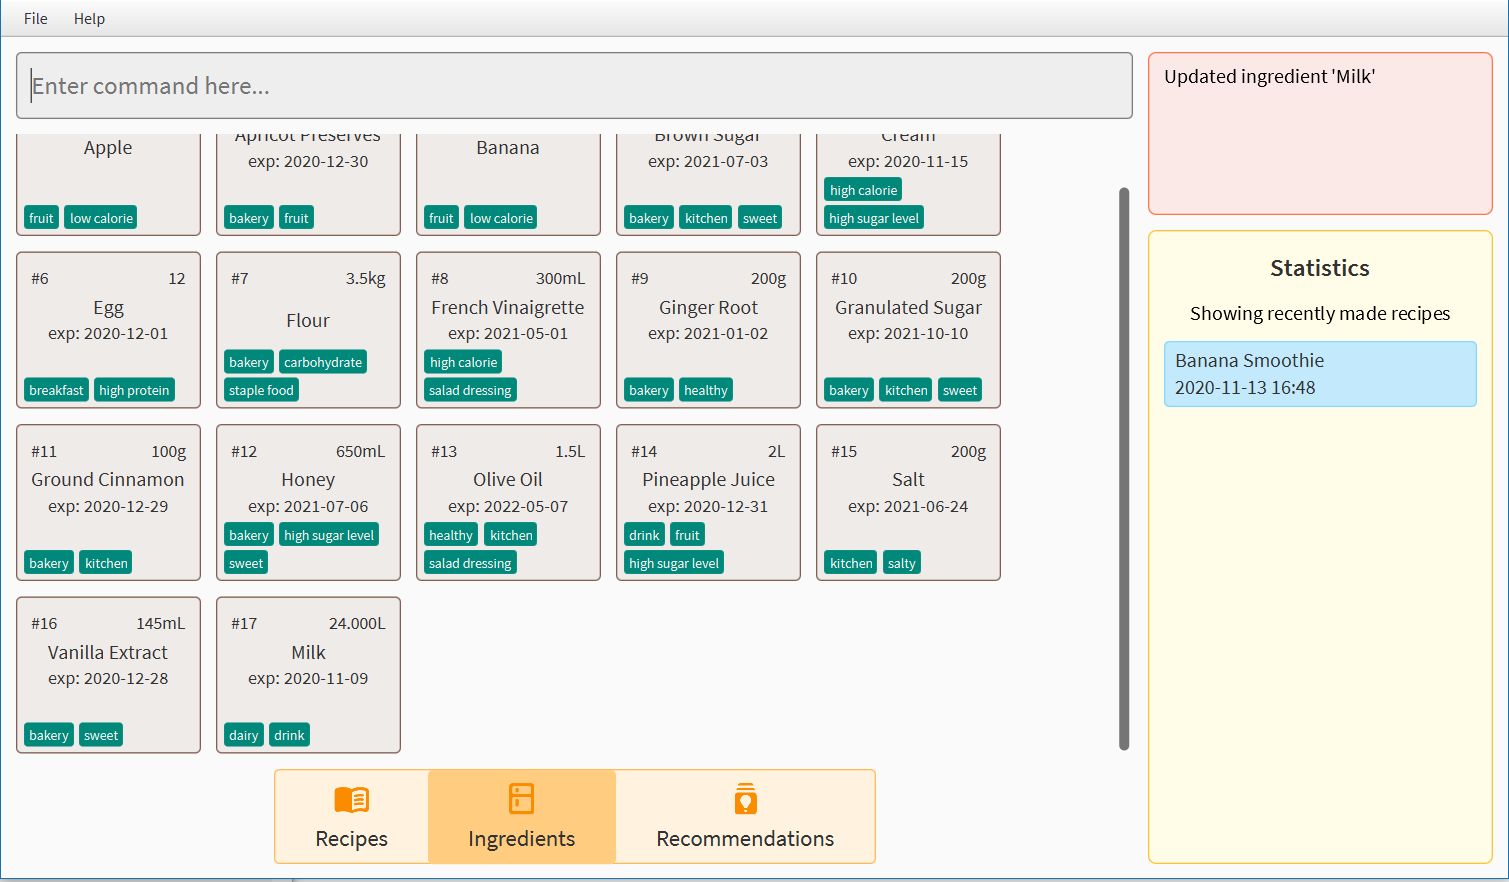 File Help
Enter command here...
Updated ingredient 'Milk'
Apple
fruit low calorie
Apricot Preserves
exp: 2020-12-30
bakery fruit
Banana
fruit low calorie
Brown Sugar
exp: 2021-07-03
bakery kitchen sweet
Cream
exp: 2020-11-15
high calorie
high sugar level
#6 12
Egg
exp: 2020-12-01
breakfast high protein
#7 3.5kg
Flour
bakery carbohydrate
staple food
#8 300mL
French Vinaigrette
exp: 2021-05-01
high calorie
salad dressing
#9 200g
Ginger Root
exp: 2021-01-02
bakery healthy
#10 200g
Granulated Sugar
exp: 2021-10-10
bakery kitchen sweet
#11 100g
Ground Cinnamon
exp: 2020-12-29
bakery kitchen
#12 650mL
Honey
exp: 2021-07-06
bakery high sugar level
sweet
#13 1.5L
Olive Oil
exp: 2022-05-07
healthy kitchen
salad dressing
#14 2L
Pineapple Juice
exp: 2020-12-31
drink fruit
high sugar level
#15 200g
Salt
exp: 2021-06-24
kitchen salty
#16 145mL
Vanilla Extract
exp: 2020-12-28
bakery sweet
#17 24.000L
Milk
exp: 2020-11-09
dairy drink
Recipes
Ingredients
Recommendations
Statistics
Showing recently made recipes
Banana Smoothie
2020-11-13 16:48